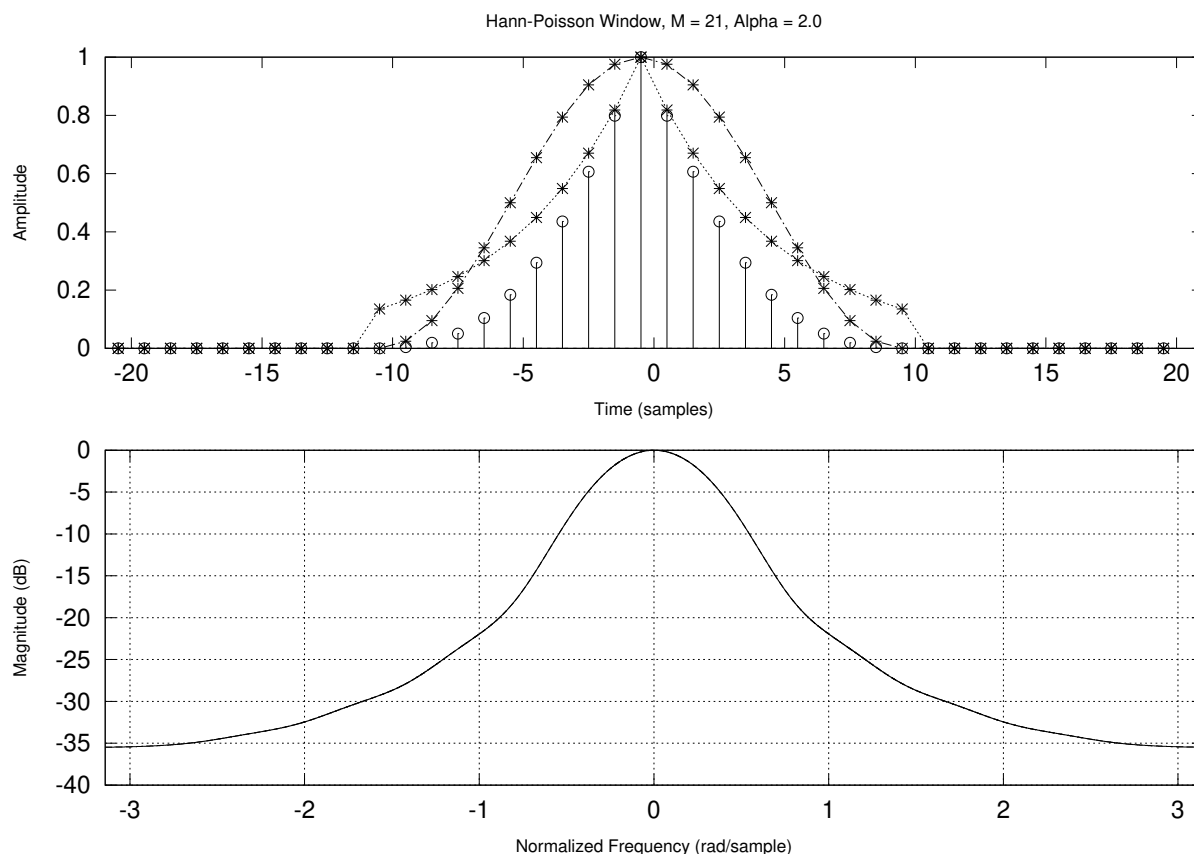 Hann-Poisson Window, M = 21, Alpha = 2.0
1
0.8
0.6
0.4
0.2
0
Amplitude
-20 -15 -10 -5 0 5 10 15 20
Time (samples)
0
-5
-10
-15
-20
-25
-30
-35
-40
Magnitude (dB)
-3 -2 -1 0 1 2 3
Normalized Frequency (rad/sample)